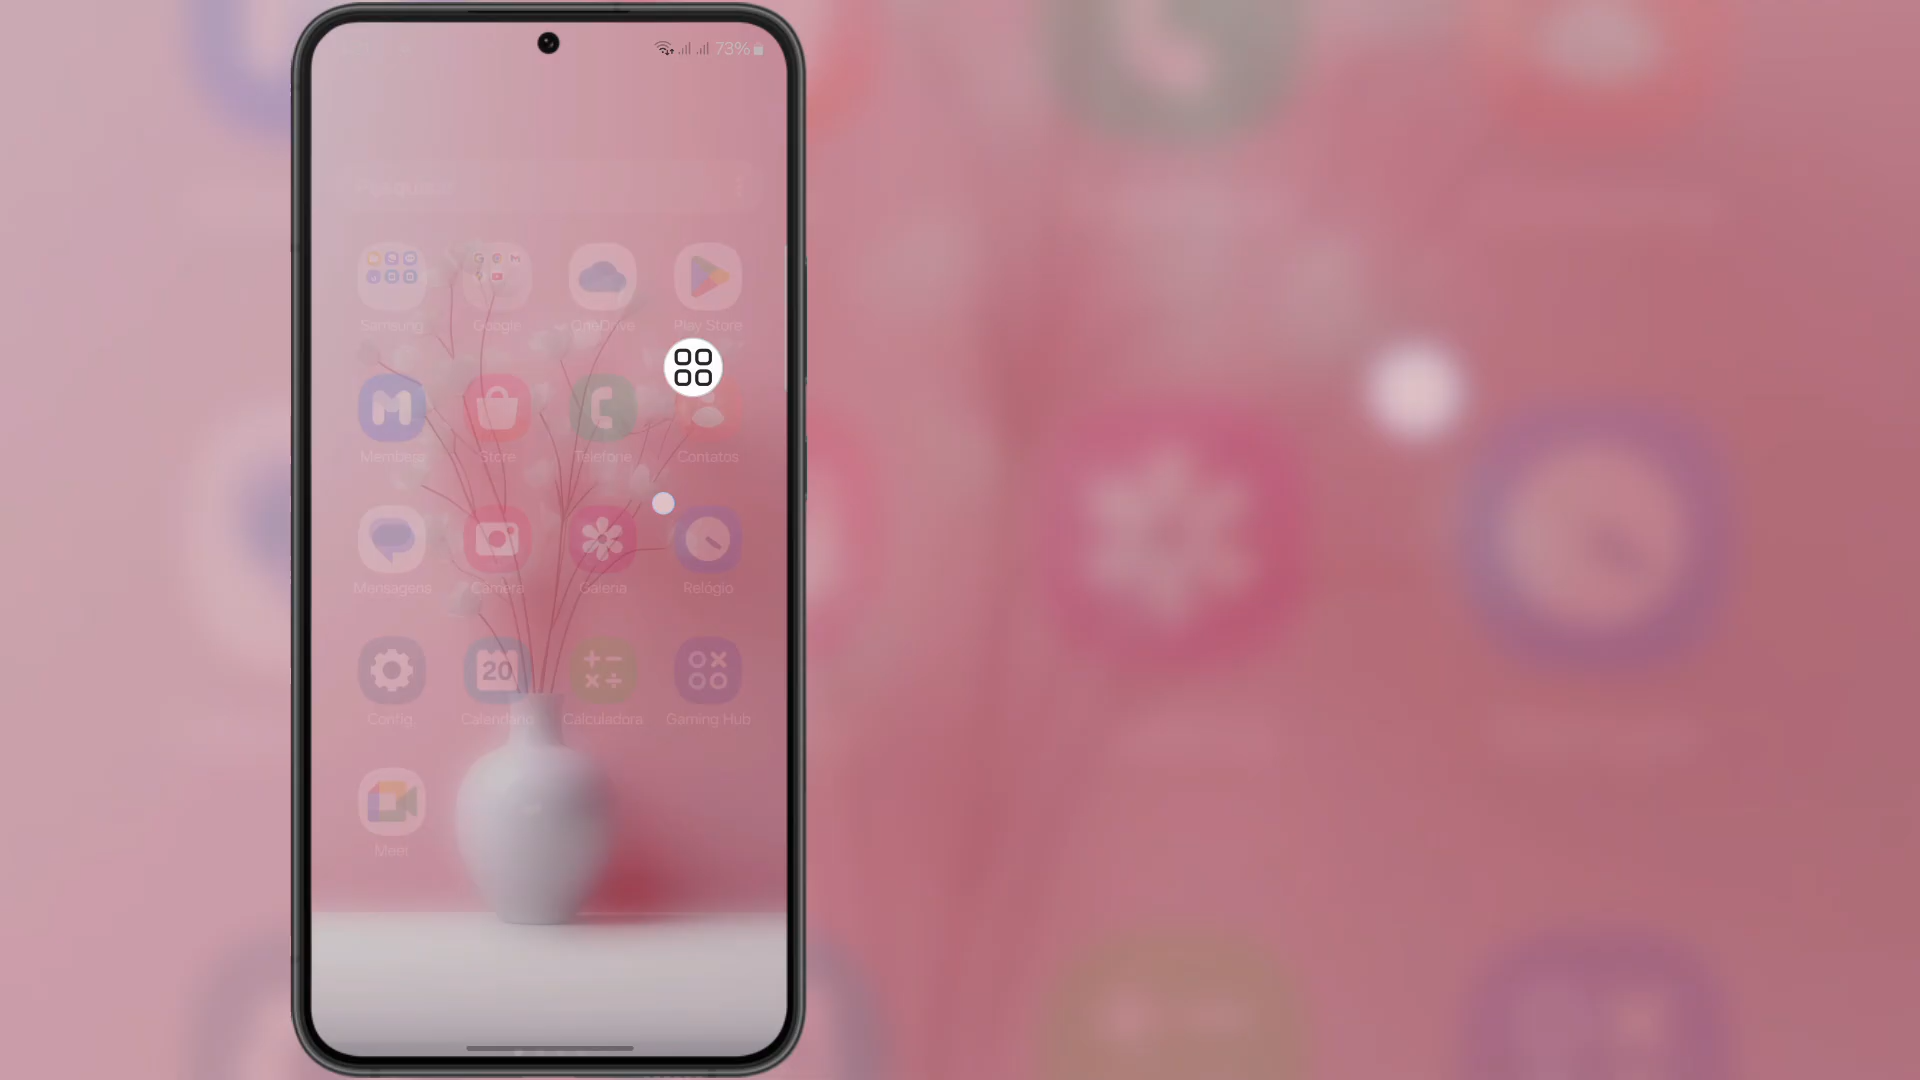 73%
Pesquisar
Samsung Google OneDrive Play Store
Members Store Telefone Contatos
Mensagens Câmera Galeria Relógio
20
Config. Calendário Calculadora Gaming Hub
Meet